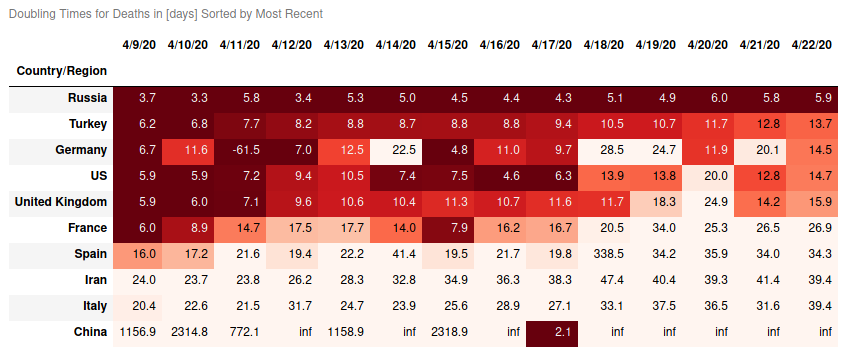 Doubling Times for Deaths in [days] Sorted by Most Recent
4/9/20 4/10/20 4/11/20 4/12/20 4/13/20 4/14/20 4/15/20 4/16/20 4/17/20 4/18/20 4/19/20 4/20/20 4/21/20 4/22/20
Country/Region
Russia 3.7 3.3 5.8 3.4 5.3 5.0 4.5 4.4 4.3 5.1 4.9 6.0 5.8 5.9
Turkey 6.2 6.8 7.7 8.2 8.8 8.7 8.8 8.8 9.4 10.5 10.7 11.7 12.8 13.7
Germany 6.7 11.6 -61.5 7.0 12.5 22.5 4.8 11.0 9.7 28.5 24.7 11.9 20.1 14.5
US 5.9 5.9 7.2 9.4 10.5 7.4 7.5 4.6 6.3 13.9 13.8 20.0 12.8 14.7
United Kingdom 5.9 6.0 7.1 9.6 10.6 10.4 11.3 10.7 11.6 11.7 18.3 24.9 14.2 15.9
France 6.0 8.9 14.7 17.5 17.7 14.0 7.9 16.2 16.7 20.5 34.0 25.3 26.5 26.9
Spain 16.0 17.2 21.6 19.4 22.2 41.4 19.5 21.7 19.8 338.5 34.2 35.9 34.0 34.3
Iran 24.0 23.7 23.8 26.2 28.3 32.8 34.9 36.3 38.3 47.4 40.4 39.3 41.4 39.4
Italy 20.4 22.6 21.5 31.7 24.7 23.9 25.6 28.9 27.1 33.1 37.5 36.5 31.6 39.4
China 1156.9 2314.8 772.1 inf 1158.9 inf 2318.9 inf 2.1 inf inf inf inf inf